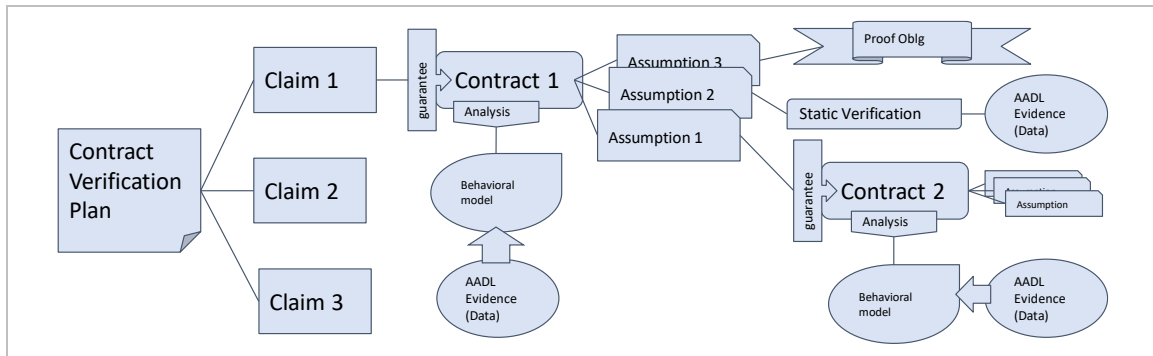 Contract
Verification
Plan
Claim 1
Claim 2
Claim 3
guarantee
Contract 1
Analysis
Behavioral
model
AADL
Evidence
(Data)
Assumption 3
Assumption 2
Assumption 1
Proof Oblg
Static Verification
AADL
Evidence
(Data)
guarantee
Contract 2
Analysis
Assumption
Assumption
Behavioral
model
AADL
Evidence
(Data)